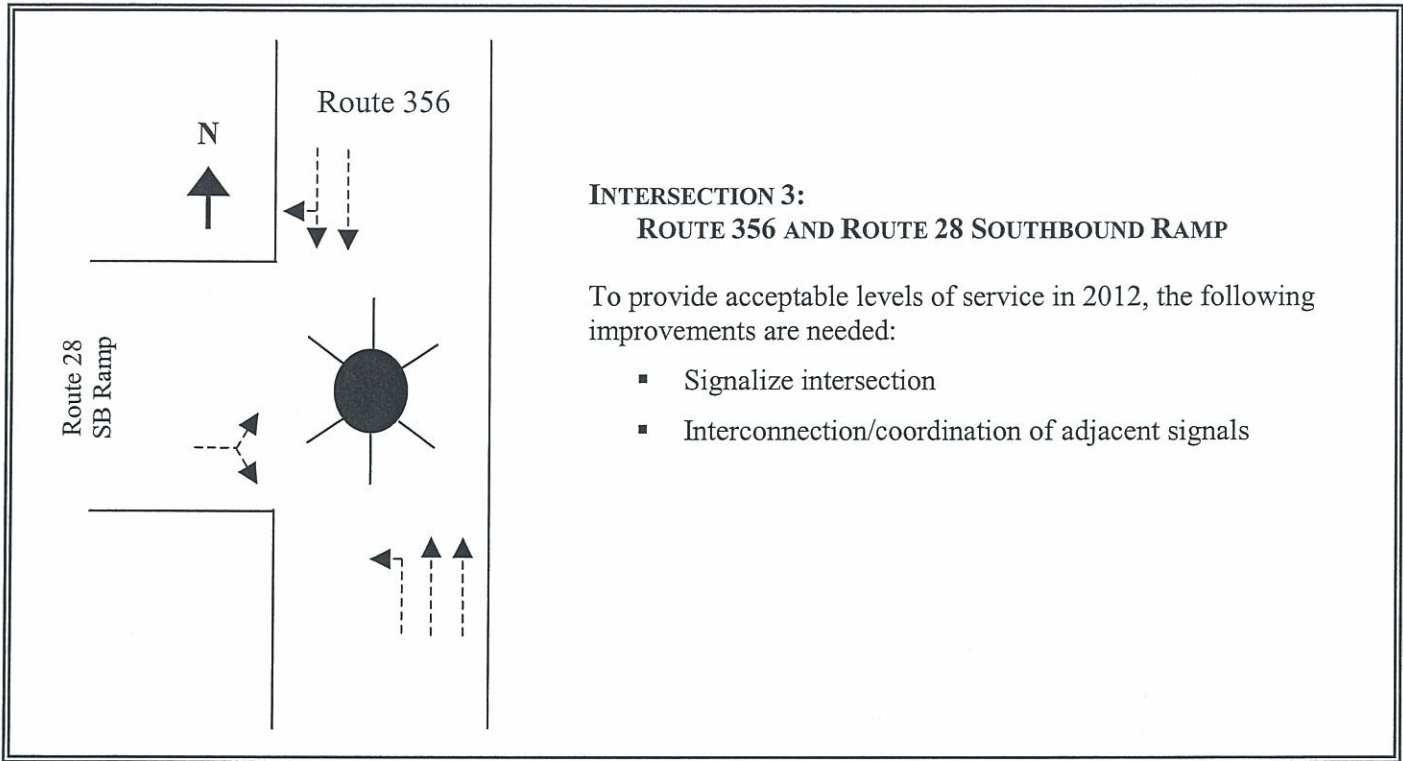 Route 356
N
Route 28
SB Ramp
INTERSECTION 3:
ROUTE 356 AND ROUTE 28 SOUTHBOUND RAMP
To provide acceptable levels of service in 2012, the following
improvements are needed:
▪ Signalize intersection
▪ Interconnection/coordination of adjacent signals